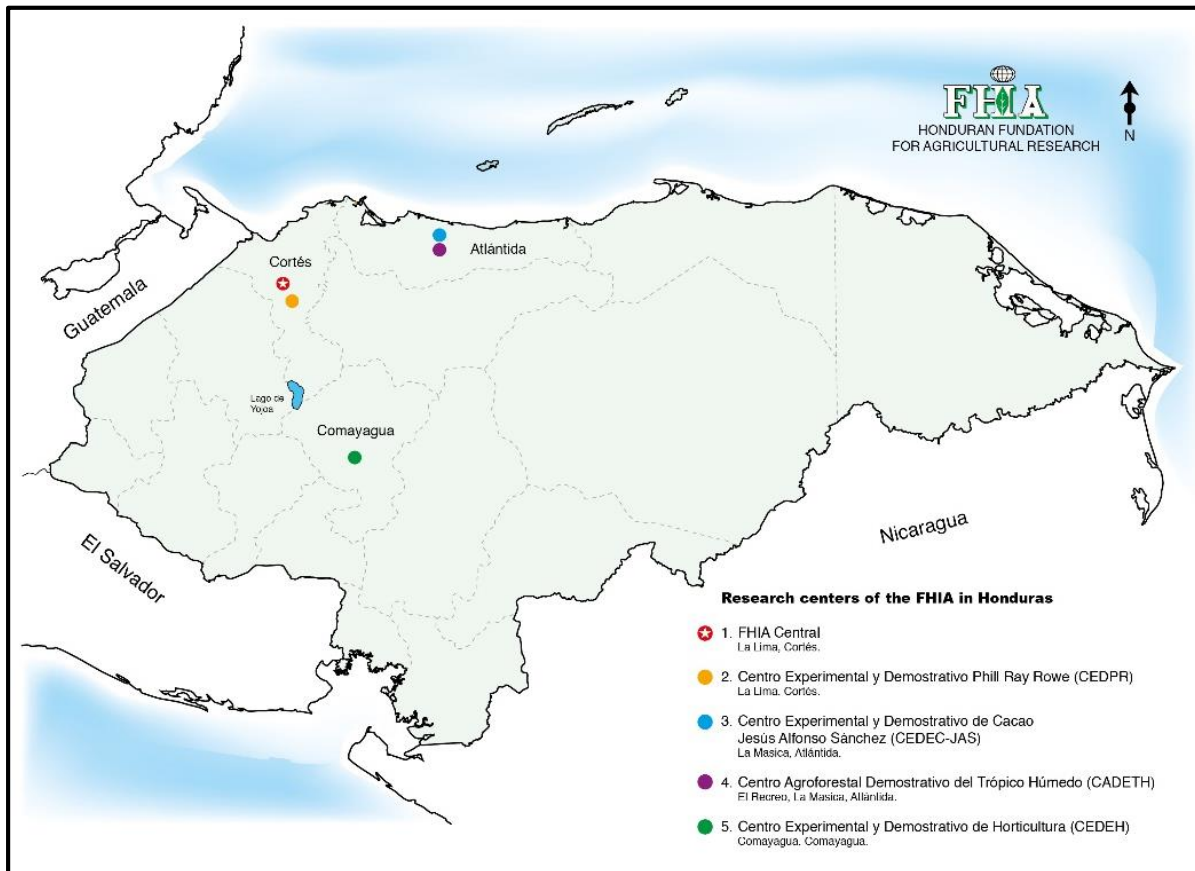 FHIA
HONDURAN FUNDATION
FOR AGRICULTURAL RESEARCH
N
Atlántida
Cortés
Guatemala
Lago de
Yojoa
Comayagua
El Salvador
Nicaragua
Research centers of the FHIA in Honduras
1. FHIA Central
La Lima, Cortés.
2. Centro Experimental y Demostrativo Phill Ray Rowe (CEDPR)
La Lima. Cortés.
3. Centro Experimental y Demostrativo de Cacao
Jesús Alfonso Sánchez (CEDEC-JAS)
La Masica, Atlántida.
4. Centro Agroforestal Demostrativo del Trópico Húmedo (CADETH)
El Recreo, La Masica, Atlántida.
5. Centro Experimental y Demostrativo de Horticultura (CEDEH)
Comayagua. Comayagua.